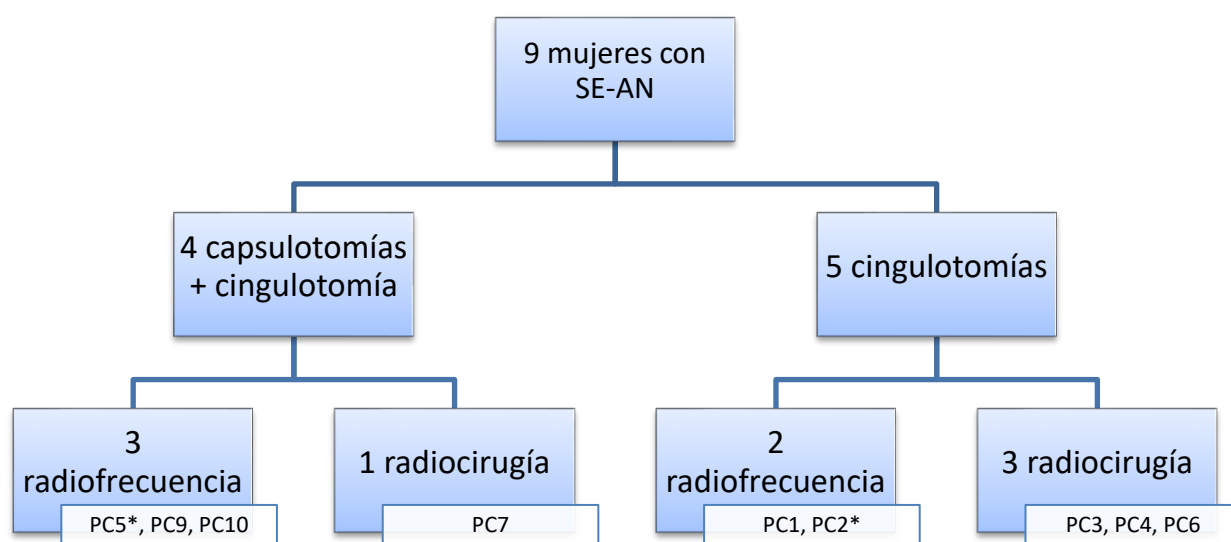 9 mujeres con
SE-AN
4 capsulotomías
+ cingulotomía
5 cingulotomías
3
radiofrecuencia
PC5*, PC9, PC10
1 radiocirugía
PC7
2
radiofrecuencia
PC1, PC2*
3 radiocirugía
PC3, PC4, PC6